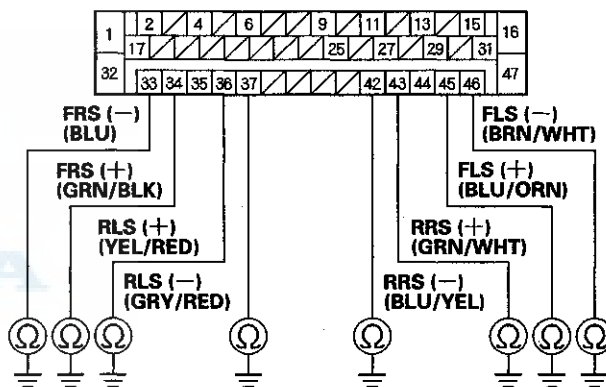 1 2 4 6 9 11 13 15 16
17 25 27 29 31
32 33 34 35 36 37 42 43 44 45 46 47
FRS (−)
(BLU)
FRS (+)
(GRN/BLK)
RLS (+)
(YEL/RED)
RLS (−)
(GRY/RED)
FLS (−)
(BRN/WHT)
FLS (+)
(BLU/ORN)
RRS (+)
(GRN/WHT)
RRS (−)
(BLU/YEL)
Ω Ω Ω Ω Ω Ω Ω Ω